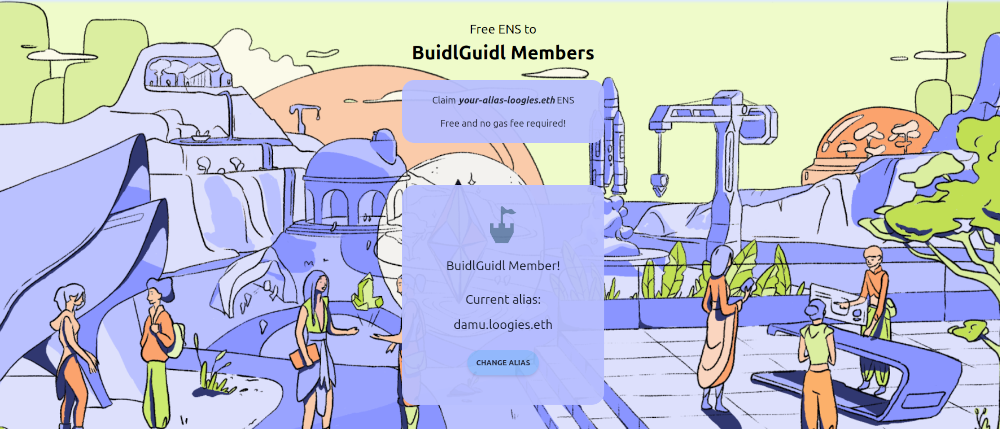 Free ENS to
BuidlGuidl Members
Claim your-alias-loogies.eth ENS
Free and no gas fee required!
BuidlGuidl Member!
Current alias:
damu.loogies.eth
CHANGE ALIAS